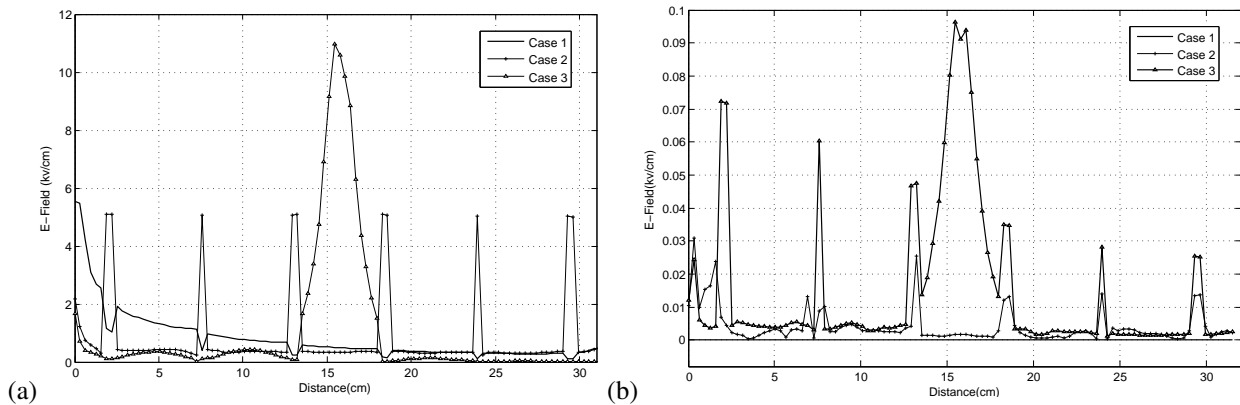 12
10
8
6
4
2
0
E−Field (kv/cm)
0 5 10 15 20 25 30
Distance(cm)
Case 1
Case 2
Case 3
(a)
0.1
0.09
0.08
0.07
0.06
0.05
0.04
0.03
0.02
0.01
0
E−Field(kv/cm)
0 5 10 15 20 25 30
Distance(cm)
Case 1
Case 2
Case 3
(b)